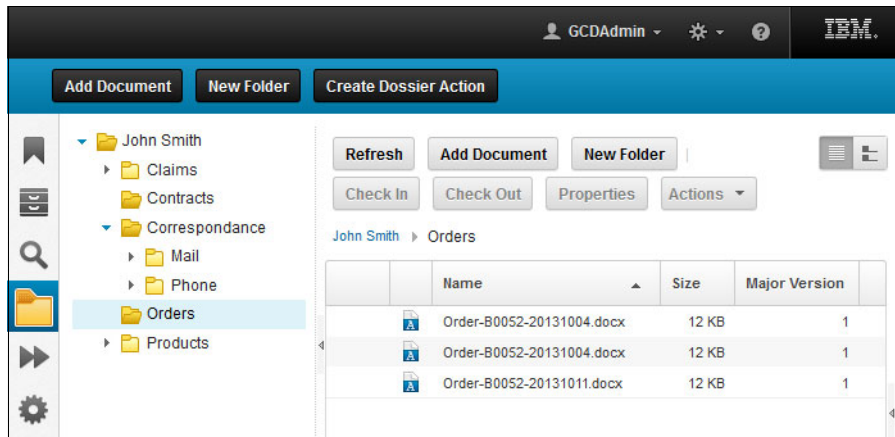 GCDAdmin
IBM.
Add Document New Folder Create Dossier Action
John Smith
Claims
Contracts
Correspondance
Mail
Phone
Orders
Products
Refresh Add Document New Folder
Check In Check Out Properties Actions
John Smith Orders
Name Size Major Version
A Order-B0052-20131004.docx 12 KB 1
A Order-B0052-20131004.docx 12 KB 1
A Order-B0052-20131011.docx 12 KB 1